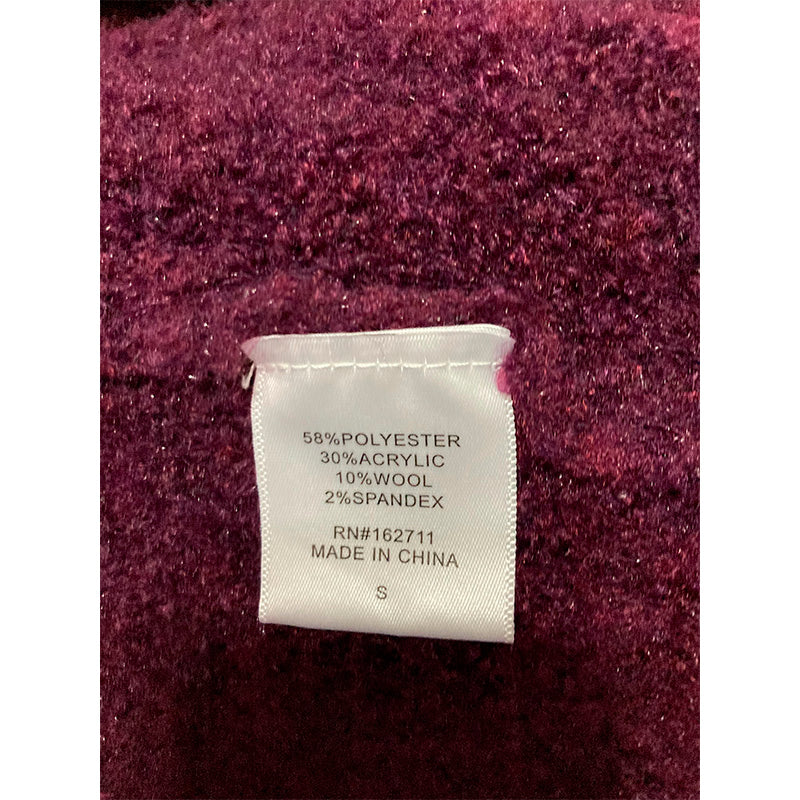 58%POLYESTER
30%ACRYLIC
10%WOOL
2%SPANDEX
RN#162711
MADE IN CHINA
S